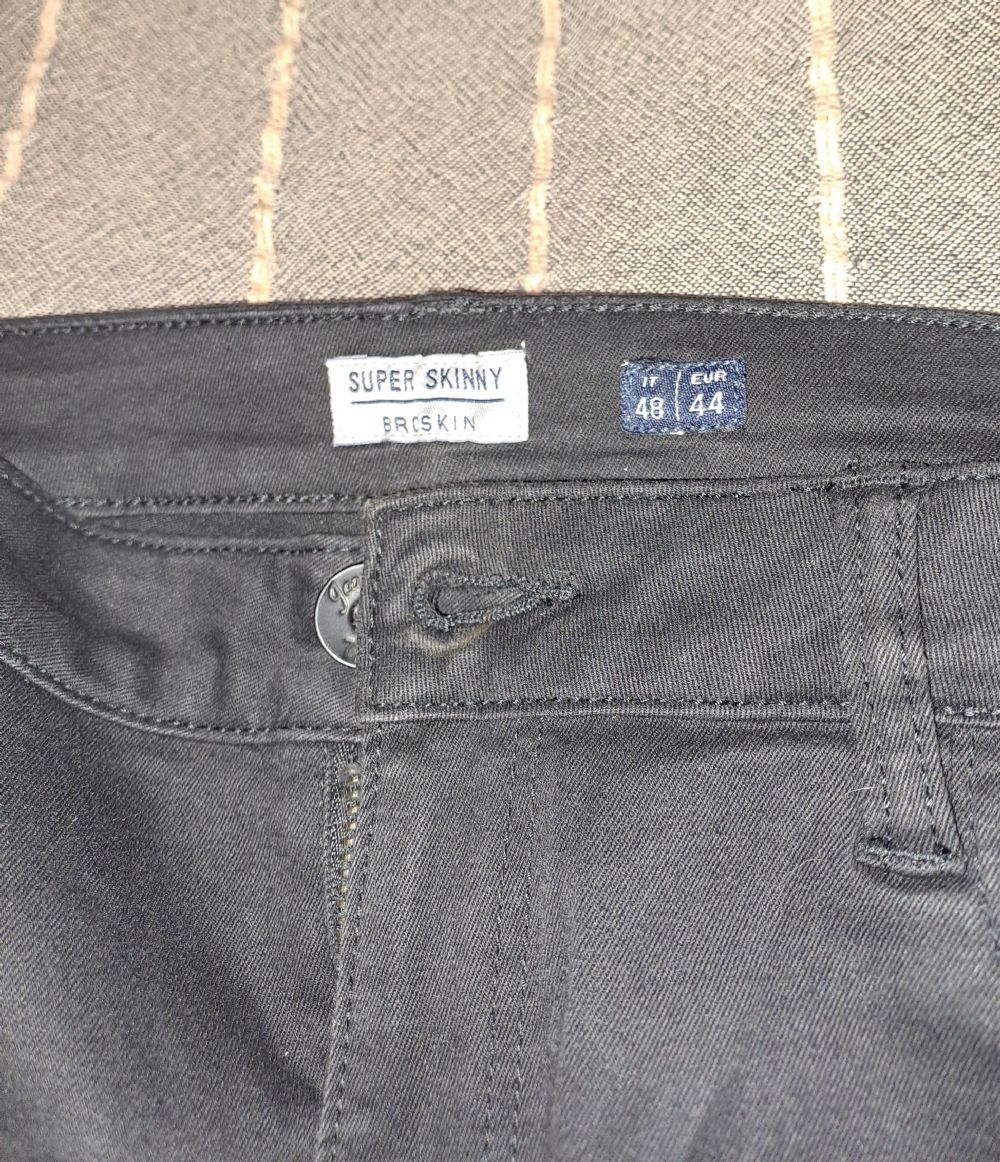 SUPER SKINNY
BROSKIN
IT EUR
48 44